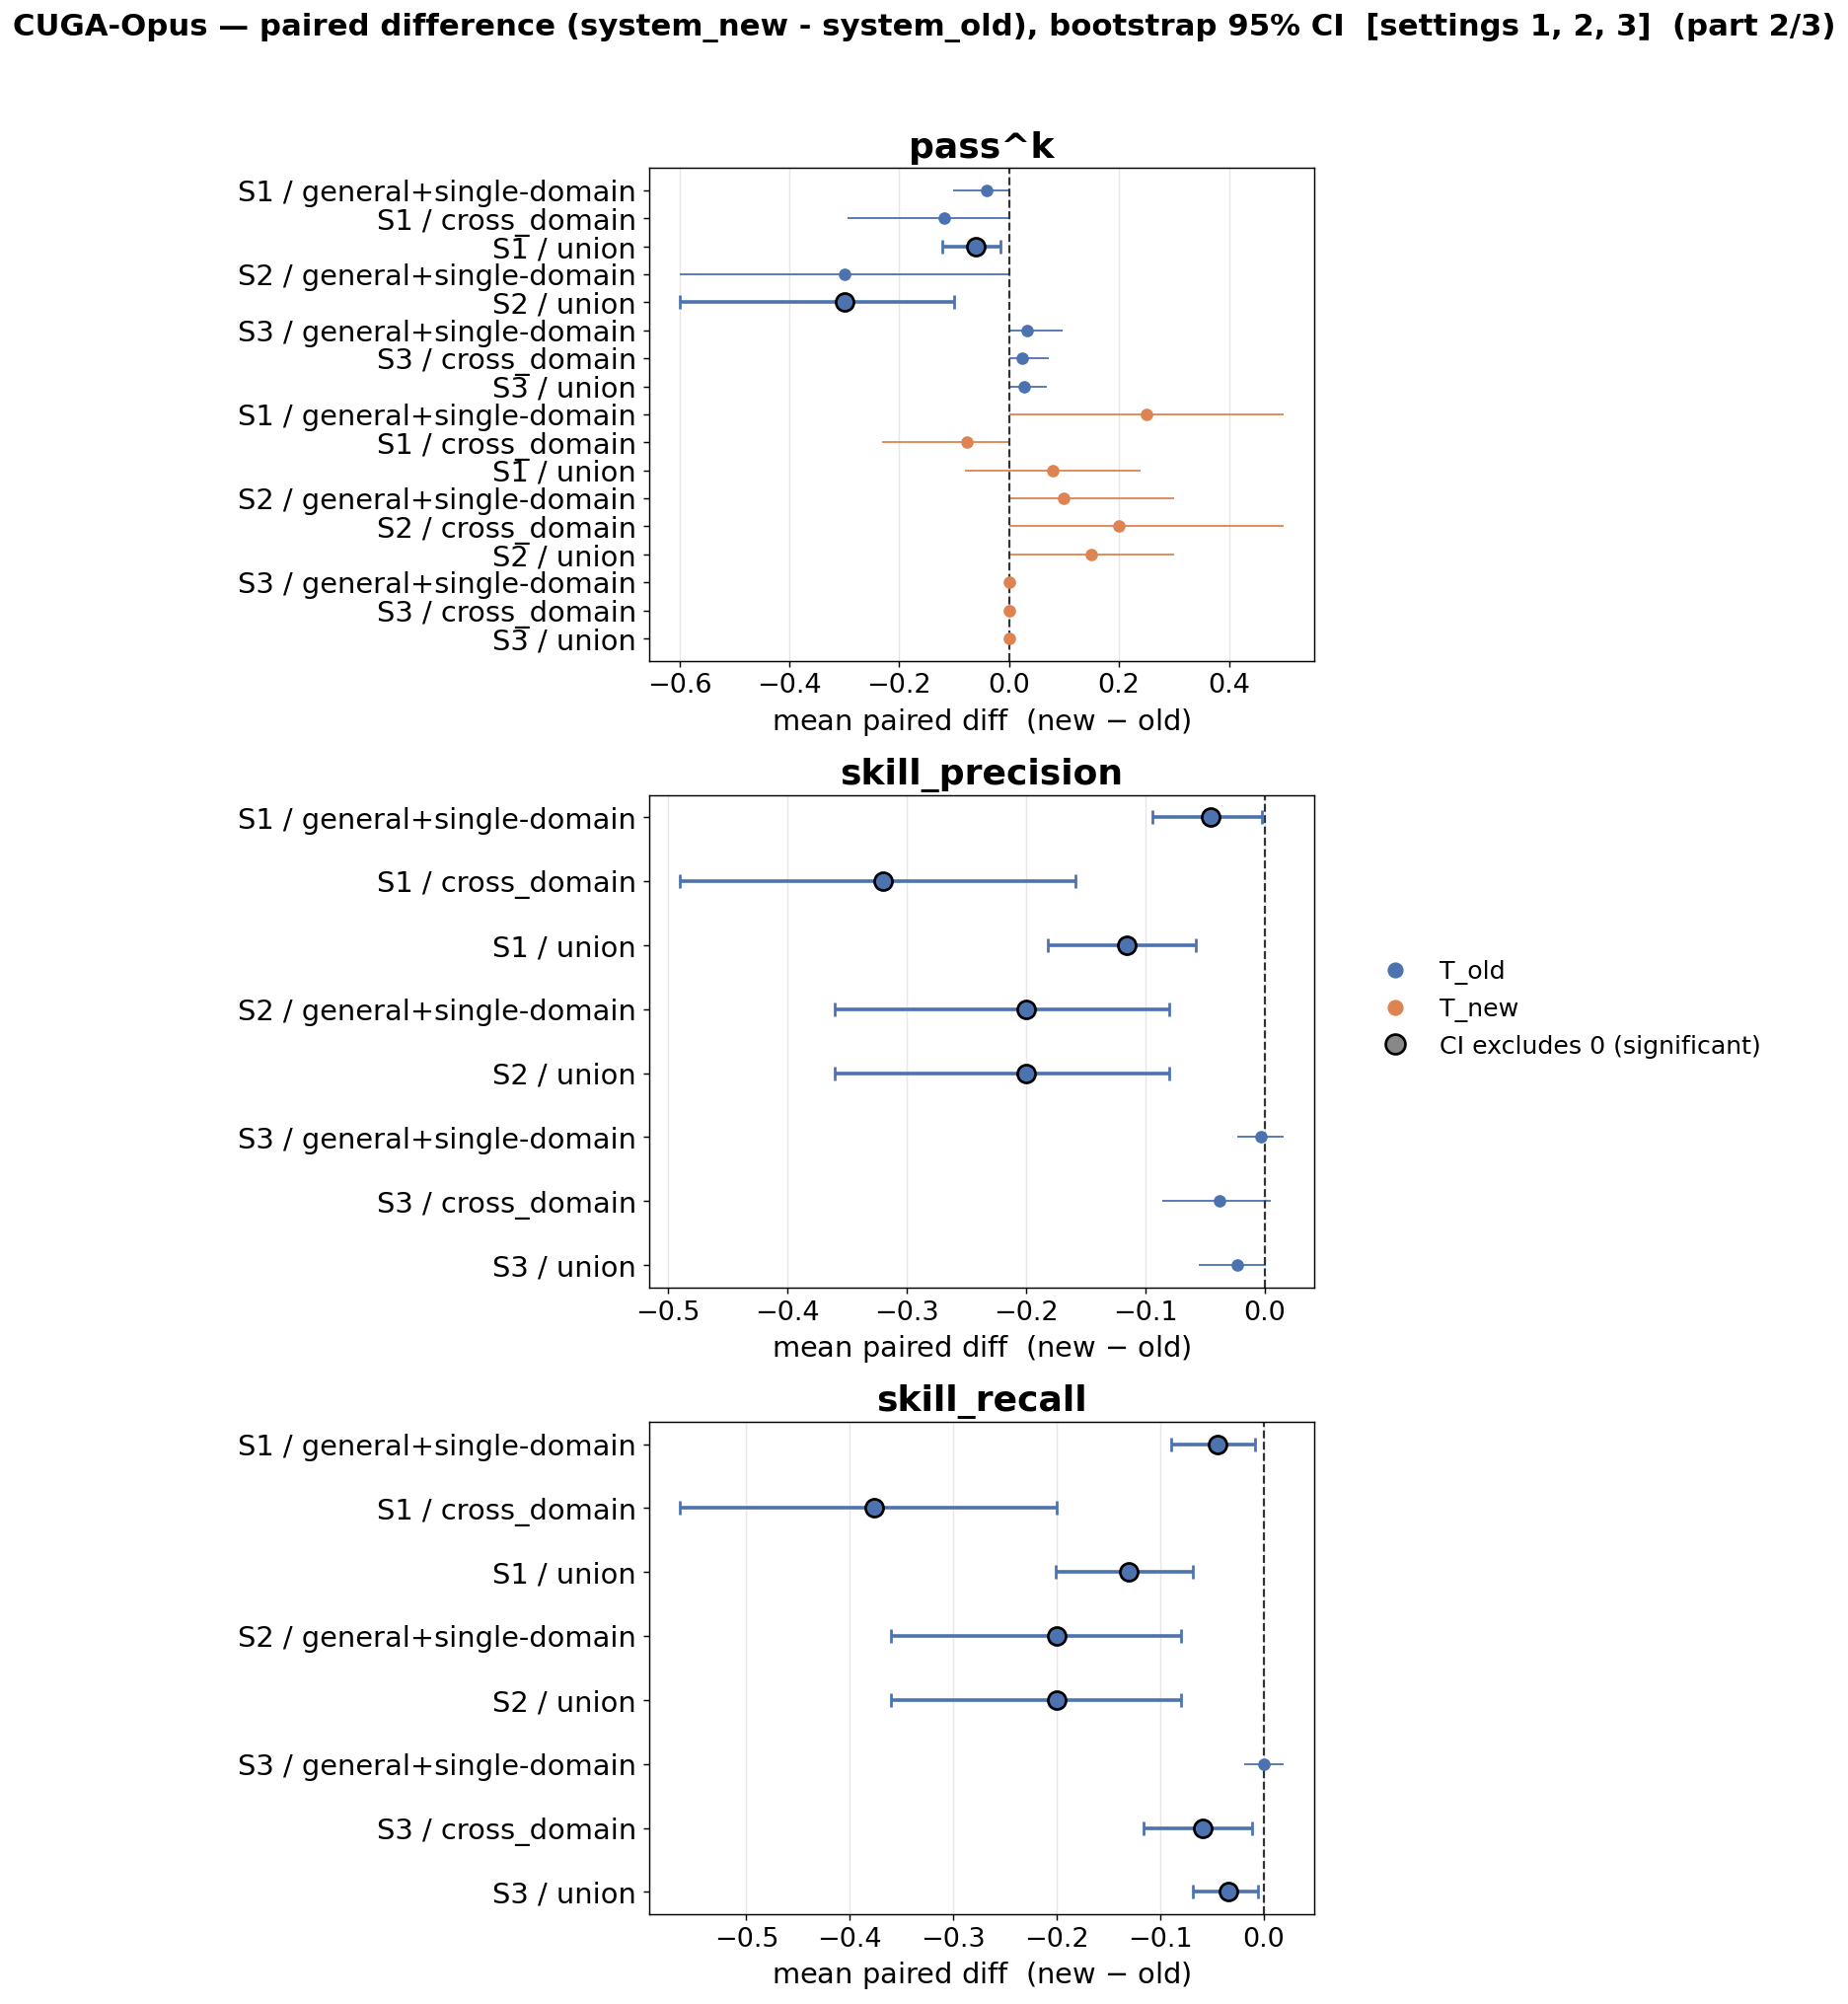 CUGA-Opus — paired difference (system_new - system_old), bootstrap 95% CI  [settings 1, 2, 3]  (part 2/3)
pass^k
S1 / general+single-domain
S1 / cross_domain
S1 / union
S2 / general+single-domain
S2 / union
S3 / general+single-domain
S3 / cross_domain
S3 / union
S1 / general+single-domain
S1 / cross_domain
S1 / union
S2 / general+single-domain
S2 / cross_domain
S2 / union
S3 / general+single-domain
S3 / cross_domain
S3 / union
−0.6 −0.4 −0.2 0.0 0.2 0.4
mean paired diff  (new − old)
skill_precision
S1 / general+single-domain
S1 / cross_domain
S1 / union
S2 / general+single-domain
S2 / union
S3 / general+single-domain
S3 / cross_domain
S3 / union
−0.5 −0.4 −0.3 −0.2 −0.1 0.0
mean paired diff  (new − old)
T_old
T_new
CI excludes 0 (significant)
skill_recall
S1 / general+single-domain
S1 / cross_domain
S1 / union
S2 / general+single-domain
S2 / union
S3 / general+single-domain
S3 / cross_domain
S3 / union
−0.5 −0.4 −0.3 −0.2 −0.1 0.0
mean paired diff  (new − old)